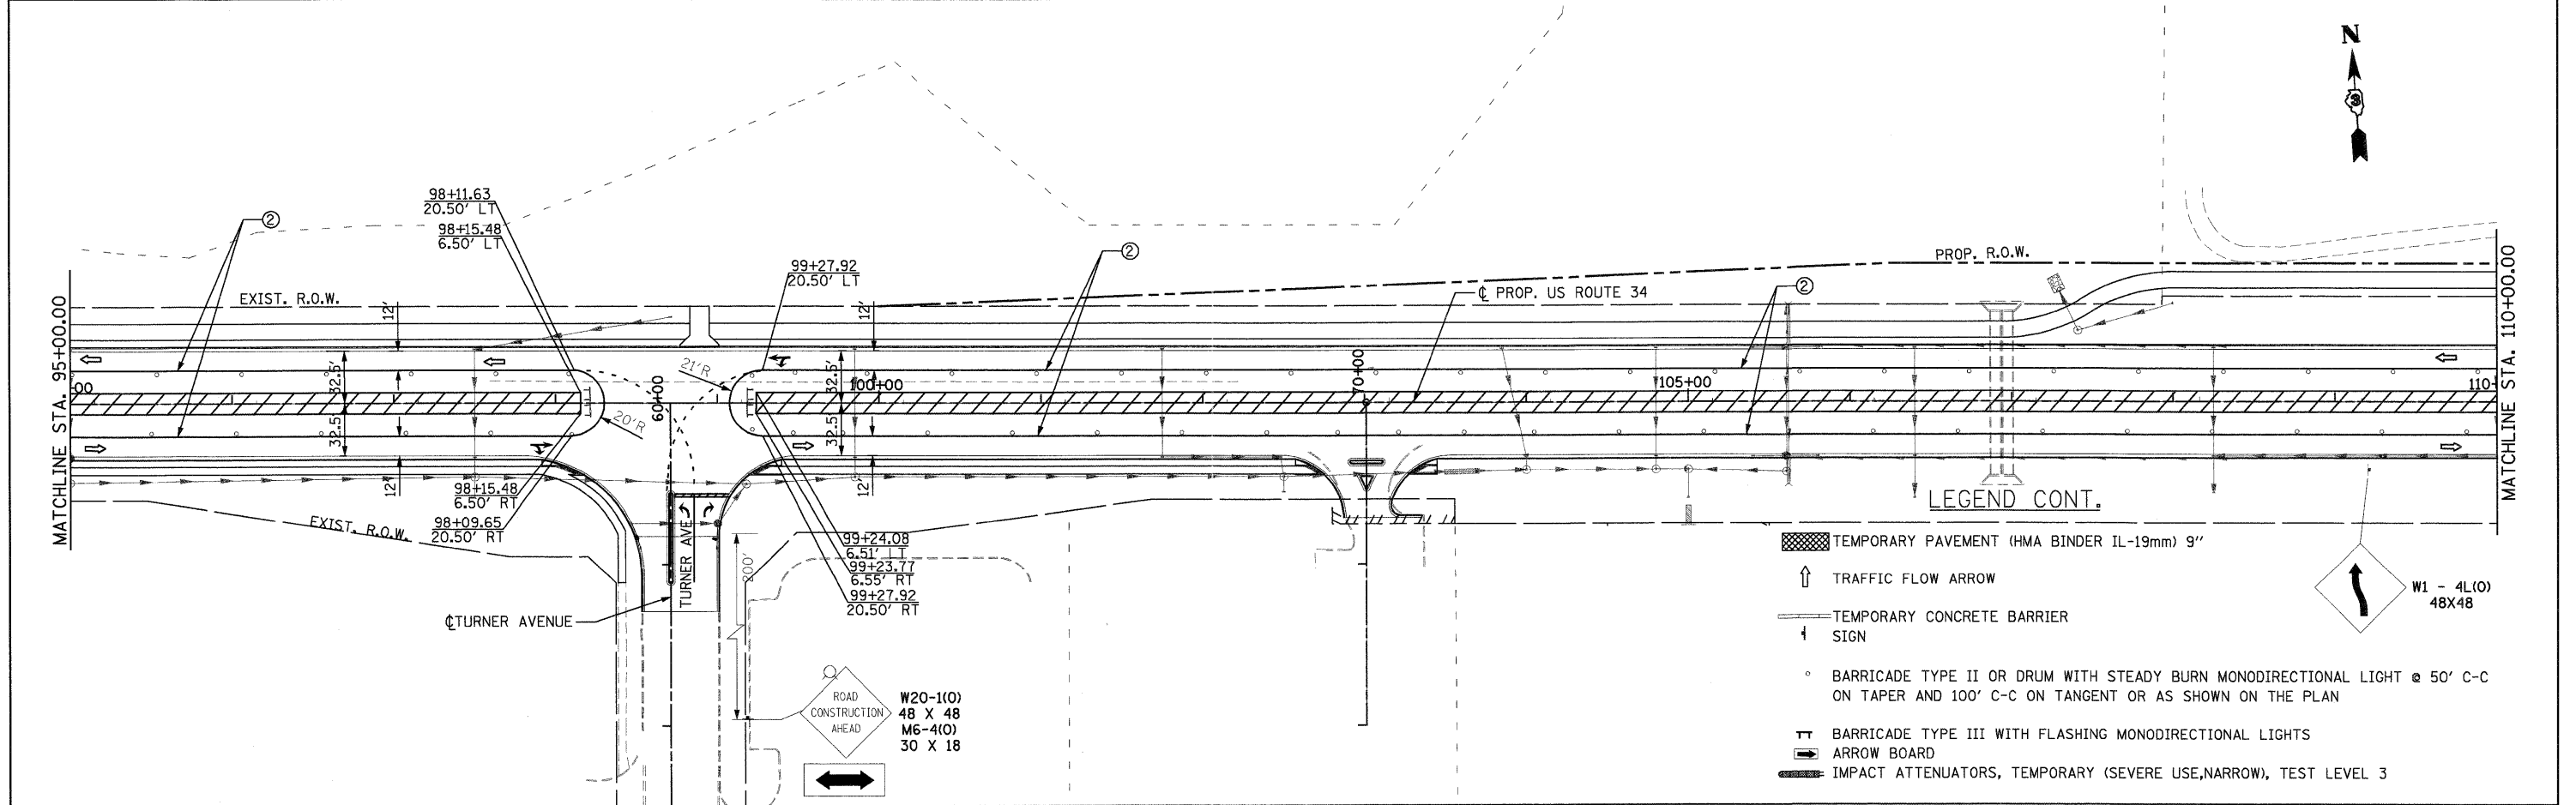 N
3
98+11.63
20.50' LT
98+15.48
6.50' LT
2
2
2
99+27.92
20.50' LT
PROP. R.O.W.
EXIST. R.O.W.
℄ PROP. US ROUTE 34
MATCHLINE STA. 95+00.00
MATCHLINE STA. 110+00.00
12'
12'
32.5'
32.5'
21'R
20'R
60+00
32.5'
32.5'
100+00
70+00
105+00
110+
+00
12'
12'
98+15.48
6.50' RT
98+09.65
20.50' RT
EXIST. R.O.W.
TURNER AVE
℄ TURNER AVENUE
200'
99+24.08
6.51' LT
99+23.77
6.55' RT
99+27.92
20.50' RT
ROAD
CONSTRUCTION
AHEAD
W20-1(O)
48 X 48
M6-4(O)
30 X 18
LEGEND CONT.
TEMPORARY PAVEMENT (HMA BINDER IL-19mm) 9"
TRAFFIC FLOW ARROW
TEMPORARY CONCRETE BARRIER
SIGN
BARRICADE TYPE II OR DRUM WITH STEADY BURN MONODIRECTIONAL LIGHT @ 50' C-C
ON TAPER AND 100' C-C ON TANGENT OR AS SHOWN ON THE PLAN
BARRICADE TYPE III WITH FLASHING MONODIRECTIONAL LIGHTS
ARROW BOARD
IMPACT ATTENUATORS, TEMPORARY (SEVERE USE,NARROW), TEST LEVEL 3
W1 - 4L(O)
48X48